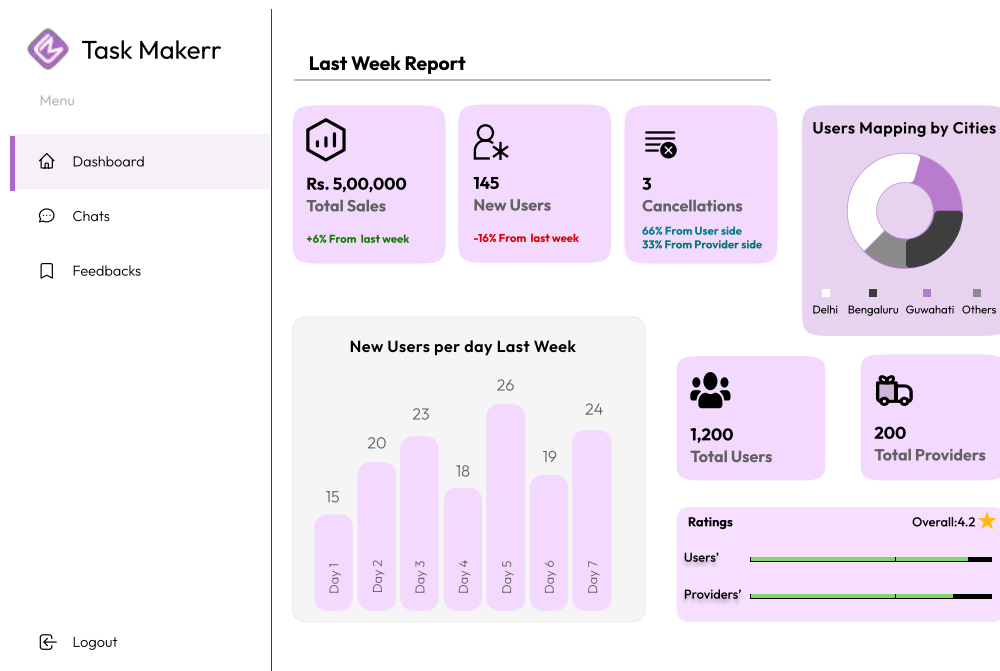 Task Makerr
Menu
Dashboard
Chats
Feedbacks
Logout
Last Week Report
Rs. 5,00,000
Total Sales
+6% From last week
145
New Users
-16% From last week
3
Cancellations
66% From User side
33% From Provider side
Users Mapping by Cities
Delhi Bengaluru Guwahati Others
New Users per day Last Week
15 20 23 18 26 19 24
Day 1 Day 2 Day 3 Day 4 Day 5 Day 6 Day 7
1,200
Total Users
200
Total Providers
Ratings Overall:4.2
Users’
Providers’